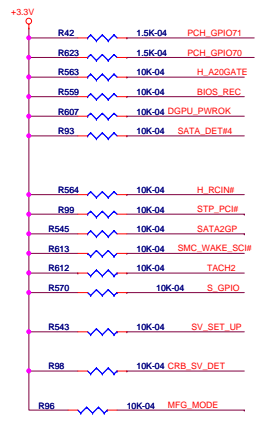 +3.3V
R42 1.5K-04 PCH_GPIO71
R623 1.5K-04 PCH_GPIO70
R563 10K-04 H_A20GATE
R559 10K-04 BIOS_REC
R607 10K-04 DGPU_PWROK
R93 10K-04 SATA_DET#4
R564 10K-04 H_RCIN#
R99 10K-04 STP_PCI#
R545 10K-04 SATA2GP
R613 10K-04 SMC_WAKE_SCI#
R612 10K-04 TACH2
R570 10K-04 S_GPIO
R543 10K-04 SV_SET_UP
R98 10K-04 CRB_SV_DET
R96 10K-04 MFG_MODE